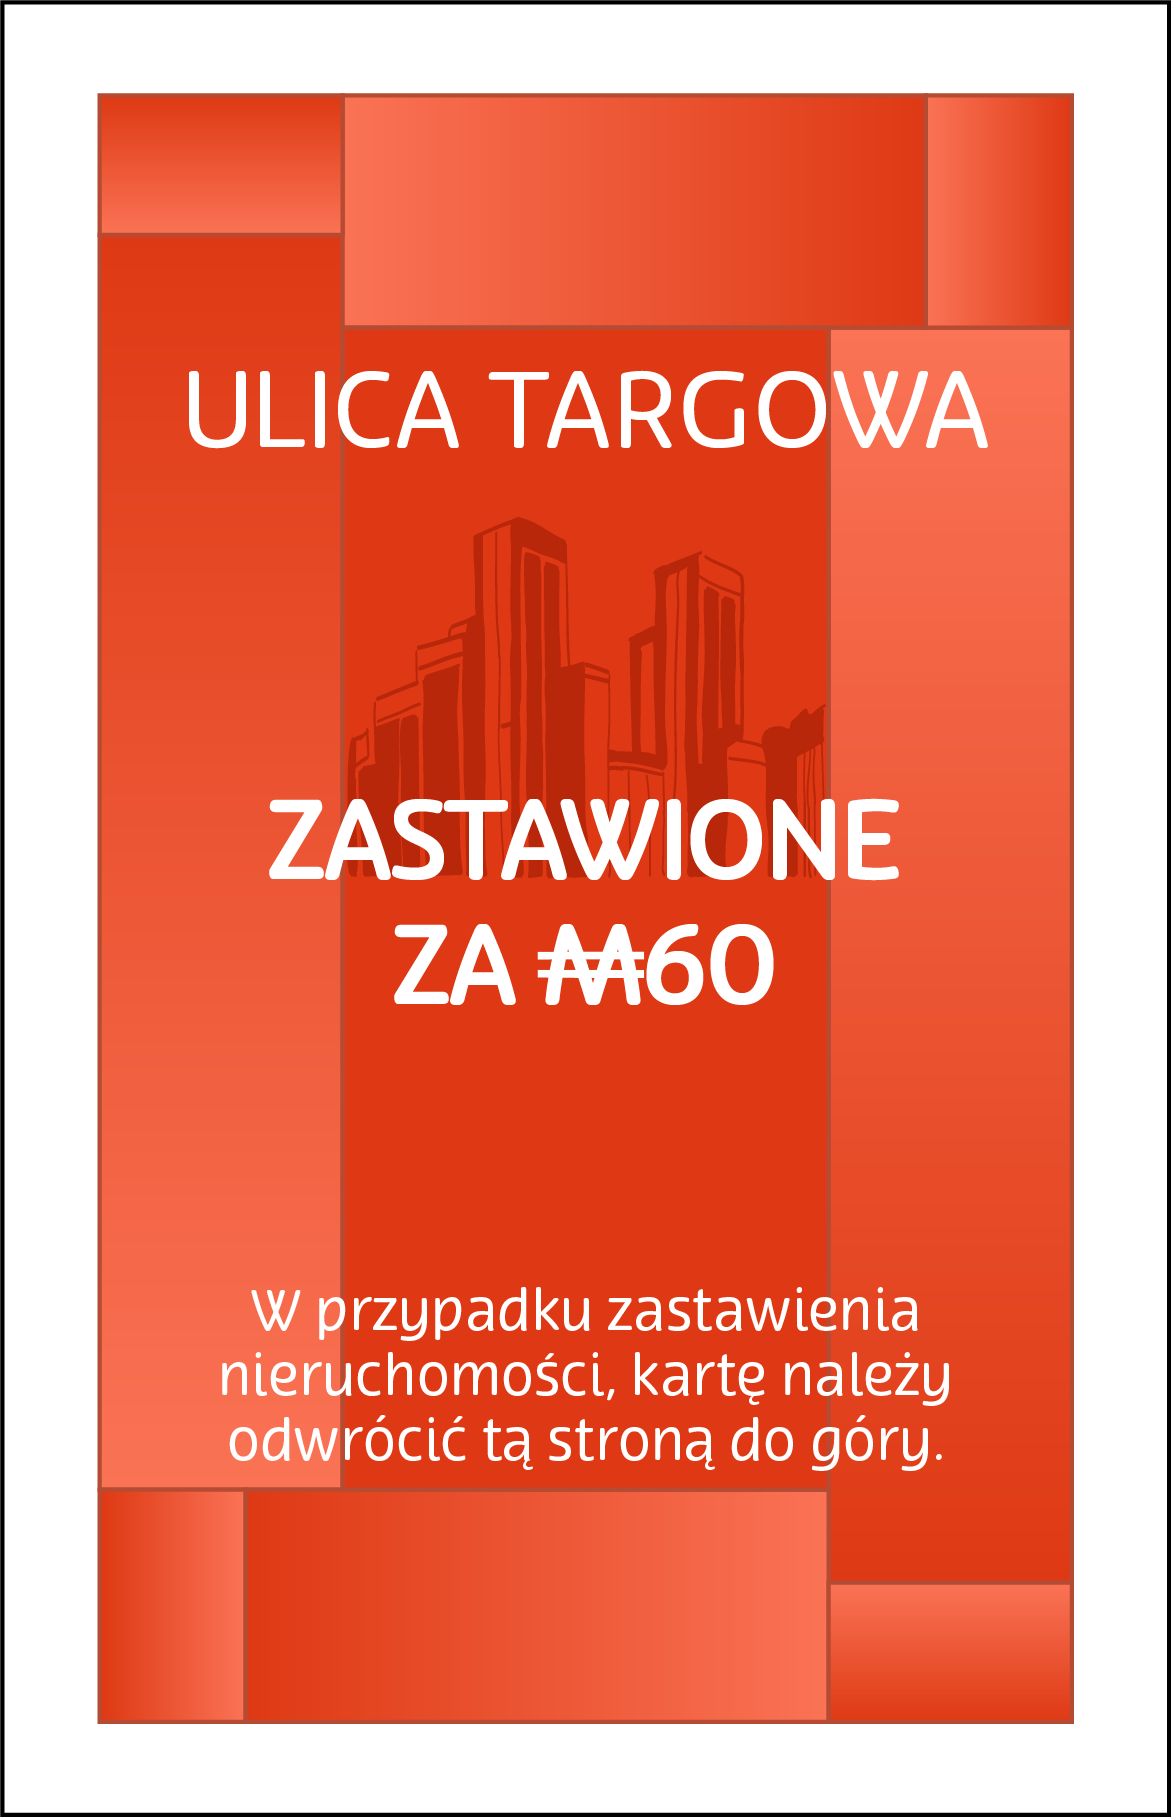 ULICA TARGOWA
ZASTAWIONE
ZA ₩60
W przypadku zastawienia
nieruchomości, kartę należy
odwrócić tą stroną do góry.